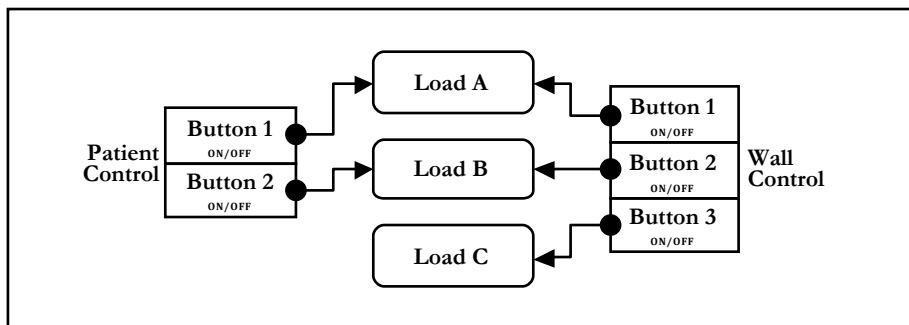 Load A
Button 1
ON/OFF
Button 1
ON/OFF
Patient
Control
Button 2
ON/OFF
Load B
Button 2
ON/OFF
Wall
Control
Button 3
ON/OFF
Load C